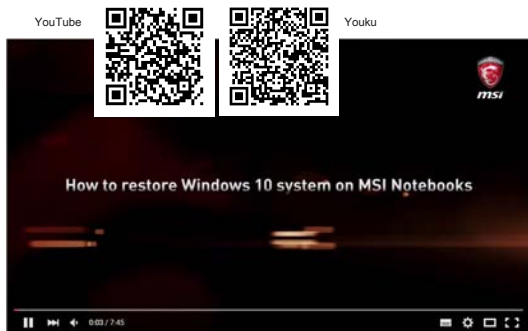 YouTube
Youku
msi
How to restore Windows 10 system on MSI Notebooks
0:03 / 7:45